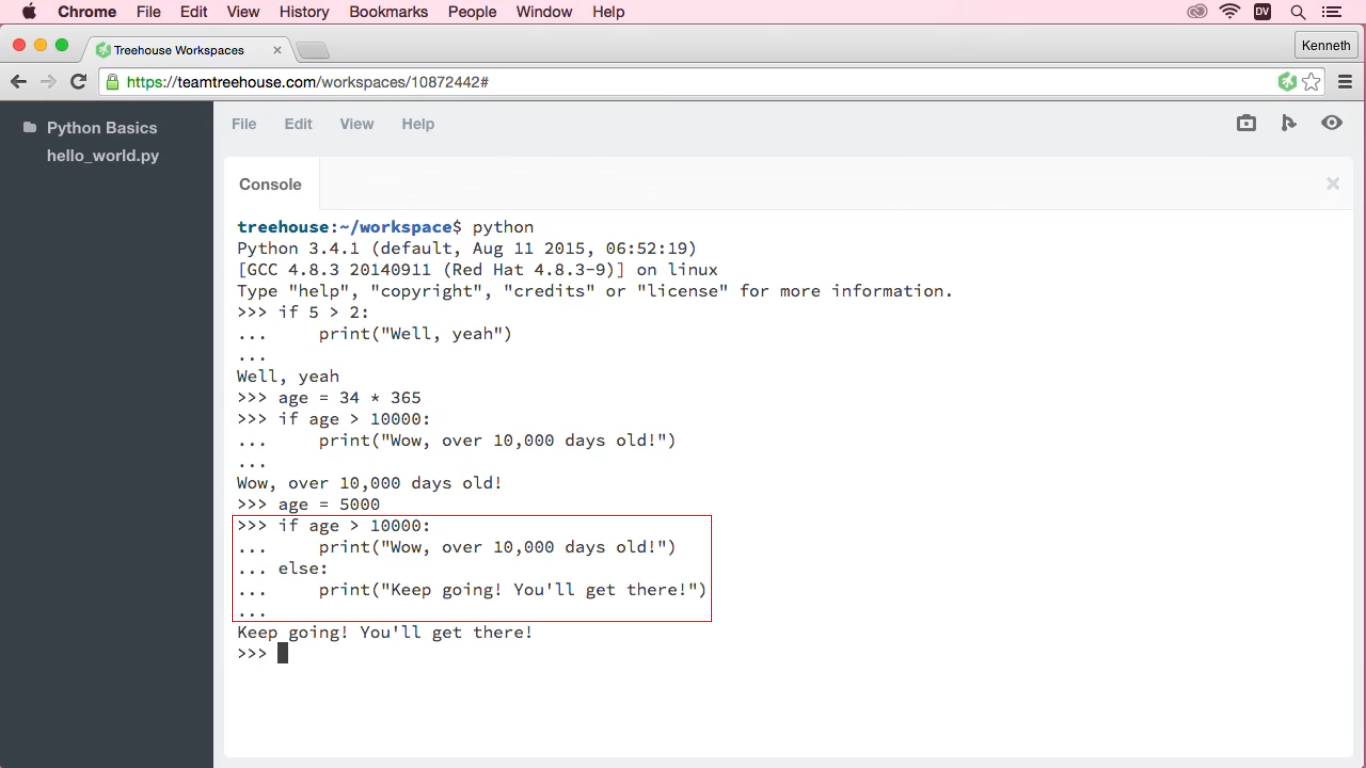 Chrome File Edit View History Bookmarks People Window Help DV
Treehouse Workspaces Kenneth
https://teamtreehouse.com/workspaces/10872442#
Python Basics
hello_world.py
File Edit View Help
Console
treehouse:~/workspace$ python
Python 3.4.1 (default, Aug 11 2015, 06:52:19)
[GCC 4.8.3 20140911 (Red Hat 4.8.3-9)] on linux
Type "help", "copyright", "credits" or "license" for more information.
>>> if 5 > 2:
...     print("Well, yeah")
...
Well, yeah
>>> age = 34 * 365
>>> if age > 10000:
...     print("Wow, over 10,000 days old!")
...
Wow, over 10,000 days old!
>>> age = 5000
>>> if age > 10000:
...     print("Wow, over 10,000 days old!")
... else:
...     print("Keep going! You'll get there!")
...
Keep going! You'll get there!
>>>